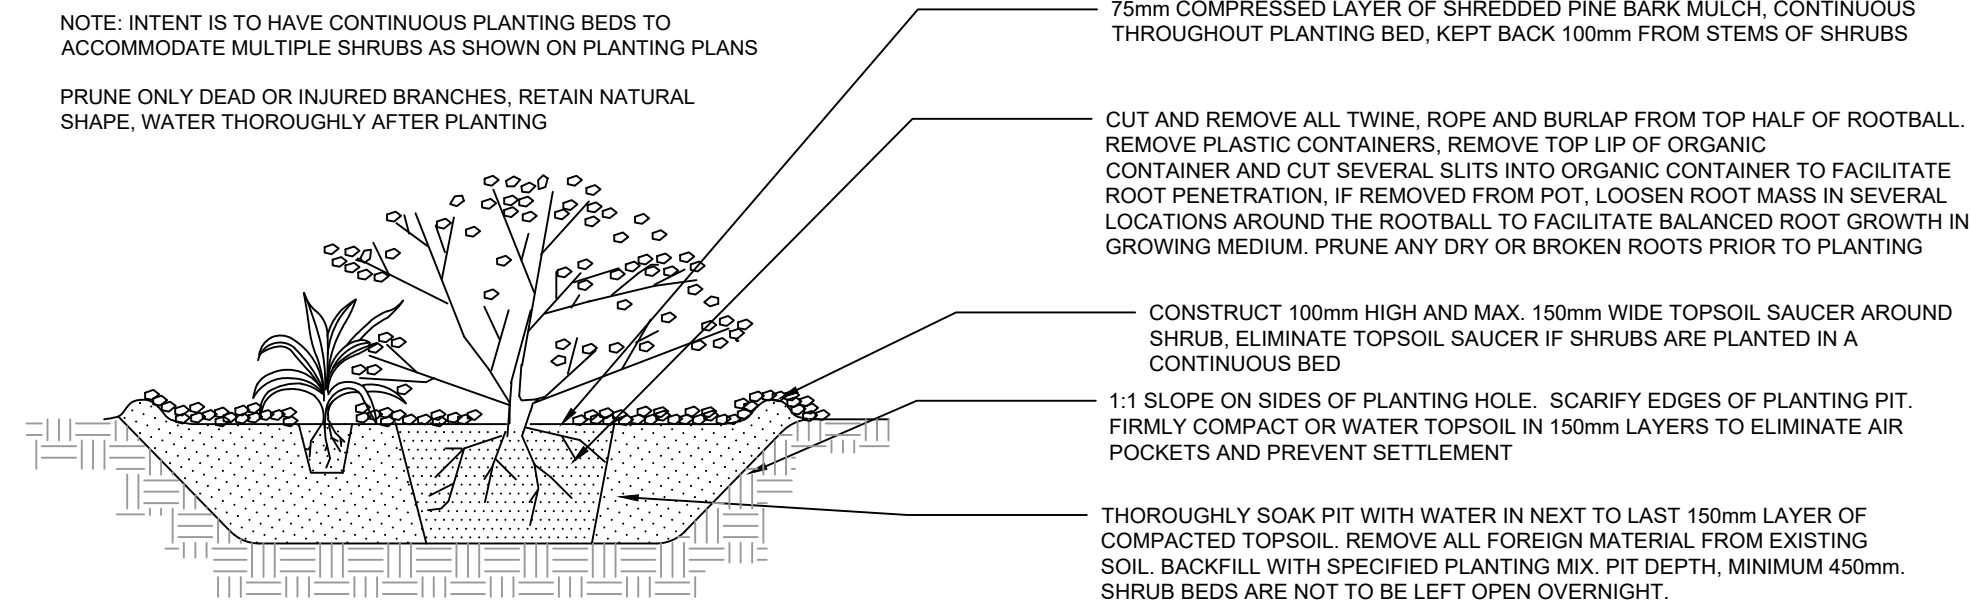 NOTE: INTENT IS TO HAVE CONTINUOUS PLANTING BEDS TO
ACCOMMODATE MULTIPLE SHRUBS AS SHOWN ON PLANTING PLANS
PRUNE ONLY DEAD OR INJURED BRANCHES, RETAIN NATURAL
SHAPE, WATER THOROUGHLY AFTER PLANTING
75mm COMPRESSED LAYER OF SHREDDED PINE BARK MULCH, CONTINUOUS
THROUGHOUT PLANTING BED, KEPT BACK 100mm FROM STEMS OF SHRUBS
CUT AND REMOVE ALL TWINE, ROPE AND BURLAP FROM TOP HALF OF ROOTBALL.
REMOVE PLASTIC CONTAINERS, REMOVE TOP LIP OF ORGANIC
CONTAINER AND CUT SEVERAL SLITS INTO ORGANIC CONTAINER TO FACILITATE
ROOT PENETRATION, IF REMOVED FROM POT, LOOSEN ROOT MASS IN SEVERAL
LOCATIONS AROUND THE ROOTBALL TO FACILITATE BALANCED ROOT GROWTH IN
GROWING MEDIUM. PRUNE ANY DRY OR BROKEN ROOTS PRIOR TO PLANTING
CONSTRUCT 100mm HIGH AND MAX. 150mm WIDE TOPSOIL SAUCER AROUND
SHRUB, ELIMINATE TOPSOIL SAUCER IF SHRUBS ARE PLANTED IN A
CONTINUOUS BED
1:1 SLOPE ON SIDES OF PLANTING HOLE. SCARIFY EDGES OF PLANTING PIT.
FIRMLY COMPACT OR WATER TOPSOIL IN 150mm LAYERS TO ELIMINATE AIR
POCKETS AND PREVENT SETTLEMENT
THOROUGHLY SOAK PIT WITH WATER IN NEXT TO LAST 150mm LAYER OF
COMPACTED TOPSOIL. REMOVE ALL FOREIGN MATERIAL FROM EXISTING
SOIL. BACKFILL WITH SPECIFIED PLANTING MIX. PIT DEPTH, MINIMUM 450mm.
SHRUB BEDS ARE NOT TO BE LEFT OPEN OVERNIGHT.